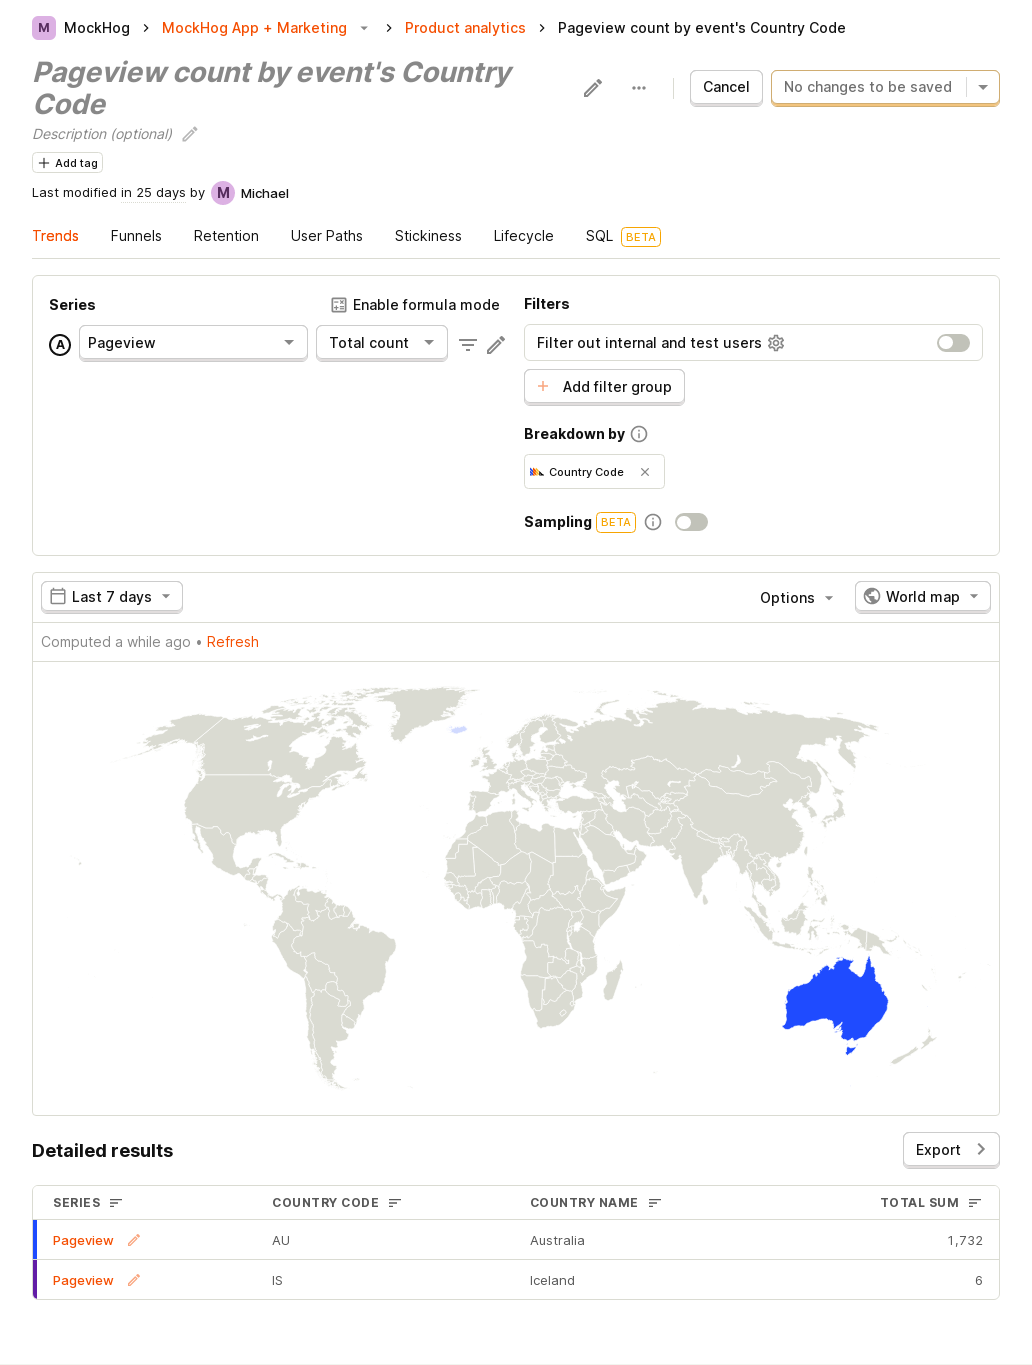 M MockHog > MockHog App + Marketing > Product analytics > Pageview count by event's Country Code
Pageview count by event's Country
Code
Cancel
No changes to be saved
Description (optional)
+ Add tag
Last modified in 25 days by M Michael
Trends Funnels Retention User Paths Stickiness Lifecycle SQL BETA
Series
Enable formula mode
A Pageview Total count
Filters
Filter out internal and test users
+ Add filter group
Breakdown by
Country Code
Sampling BETA
Last 7 days Options World map
Computed a while ago • Refresh
Detailed results Export
SERIES COUNTRY CODE COUNTRY NAME TOTAL SUM
Pageview AU Australia 1,732
Pageview IS Iceland 6